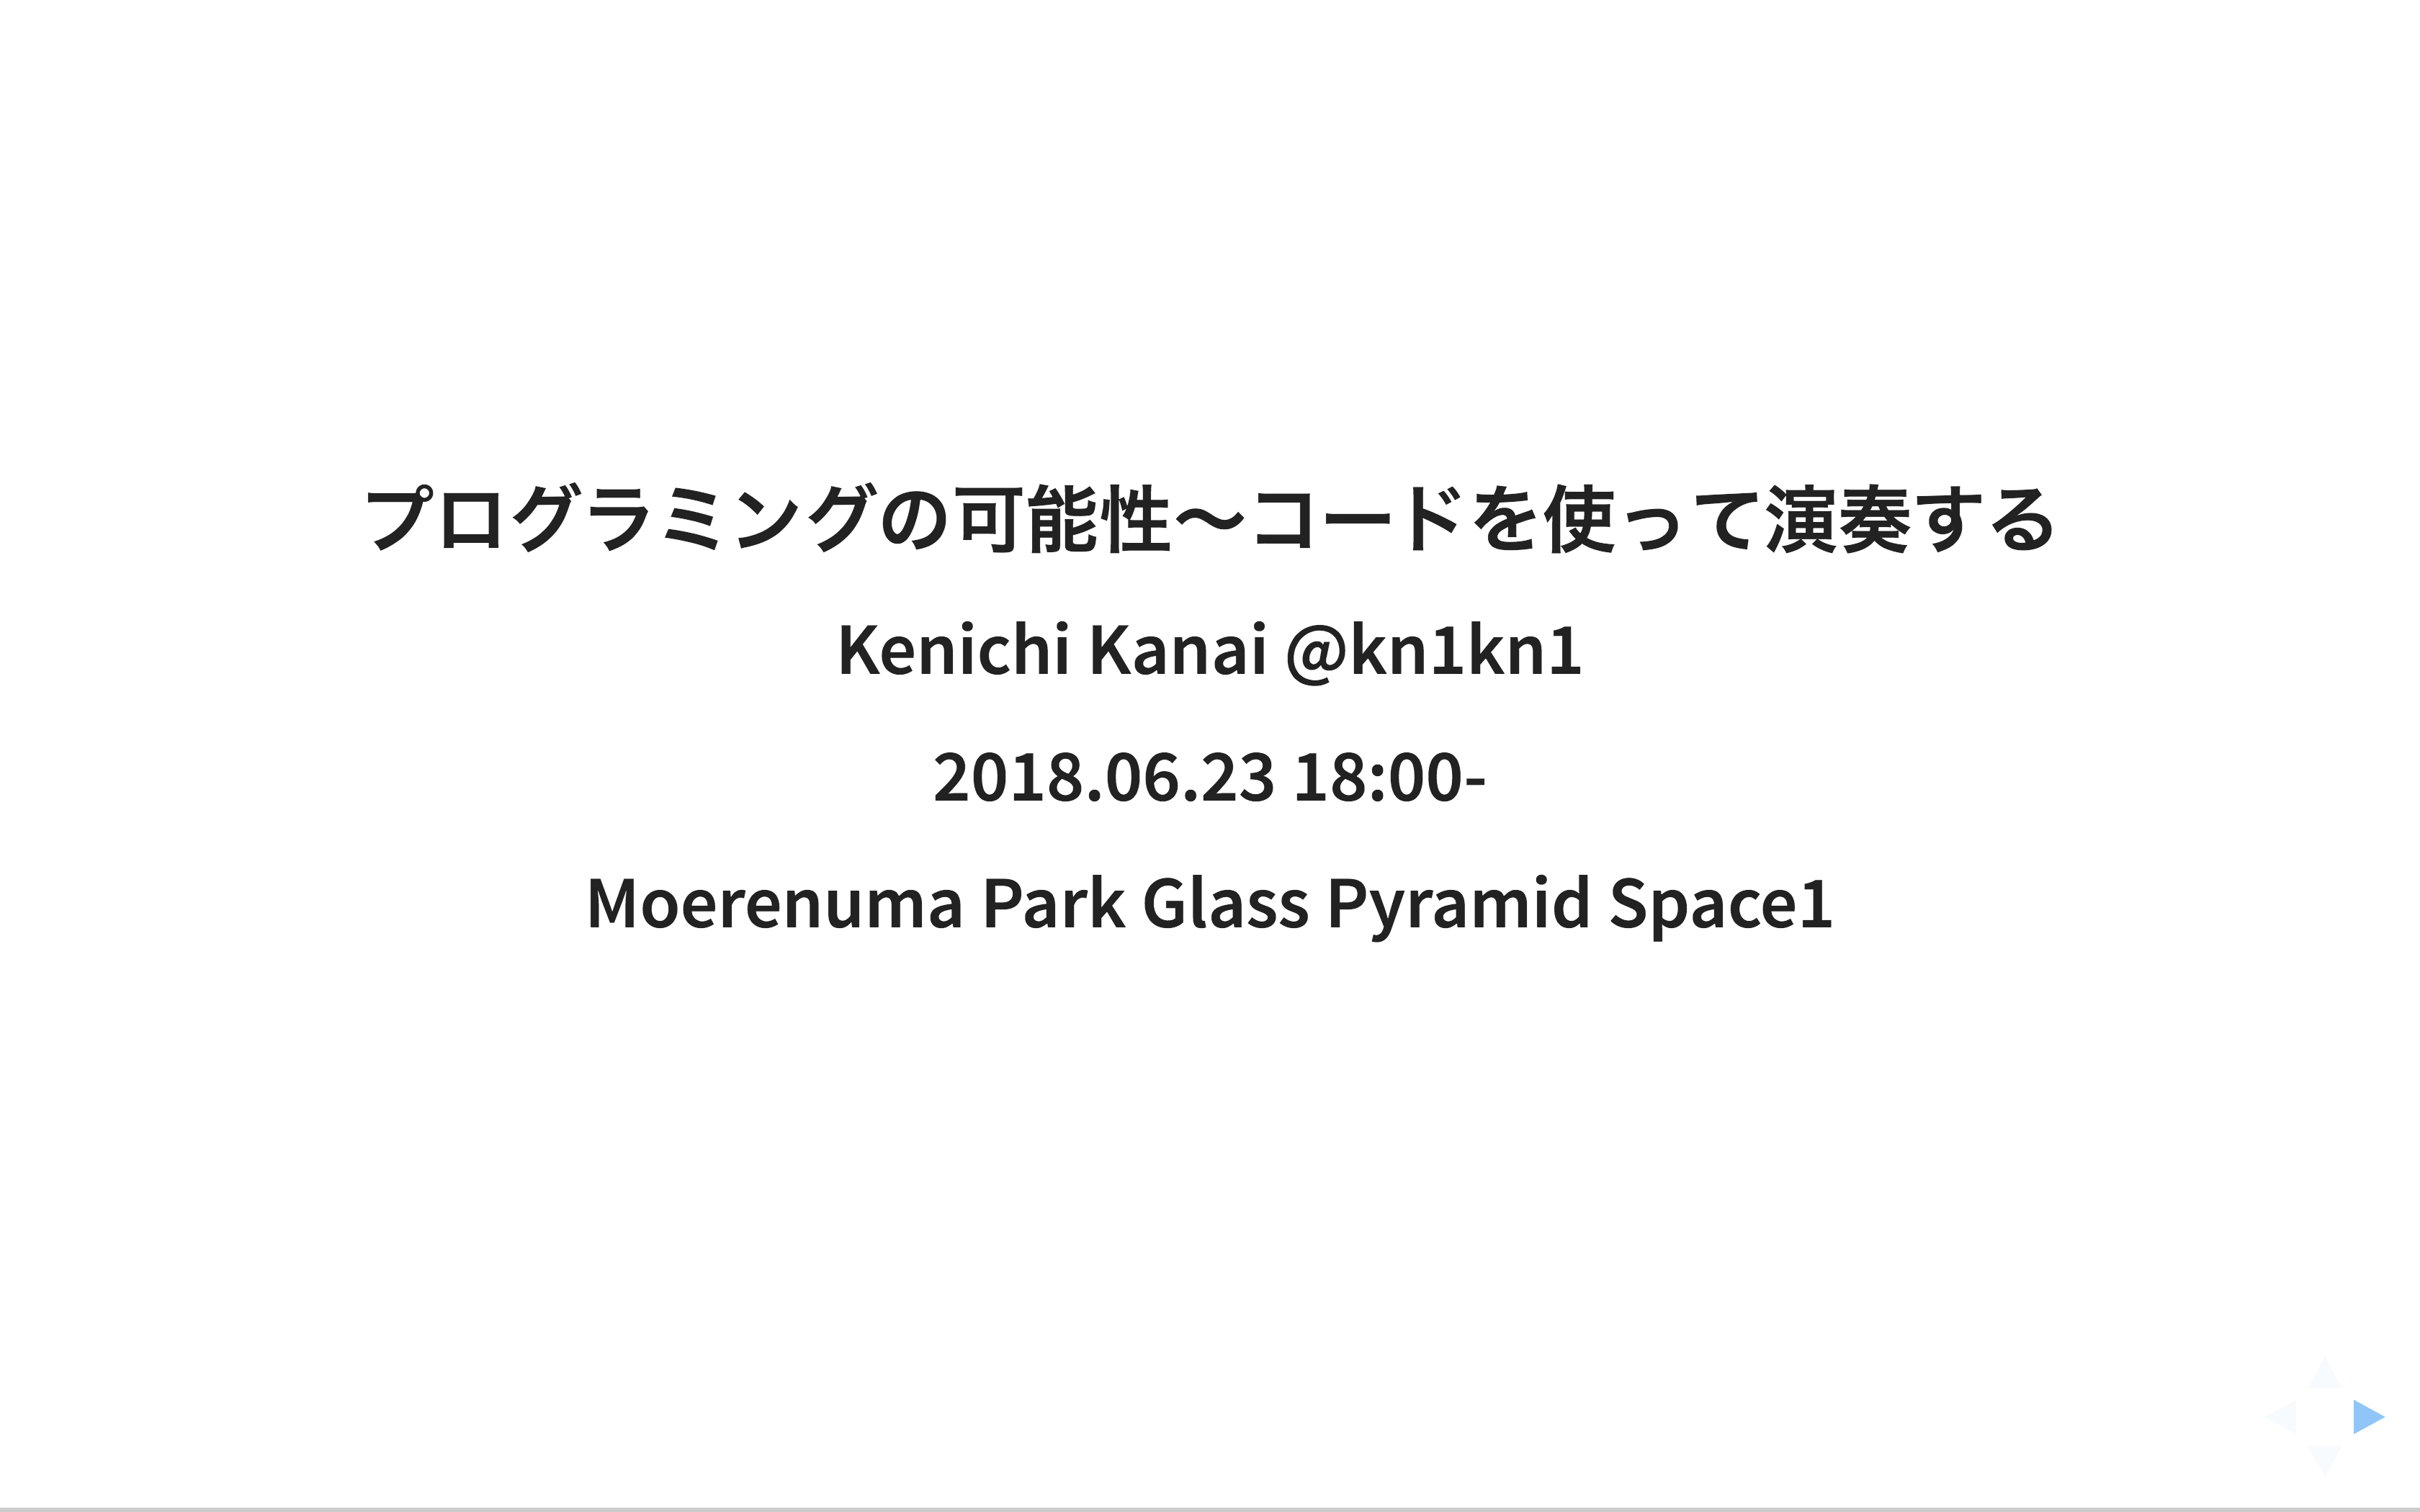 プログラミングの可能性〜コードを使って演奏する
Kenichi Kanai @kn1kn1
2018.06.23 18:00-
Moerenuma Park Glass Pyramid Space1